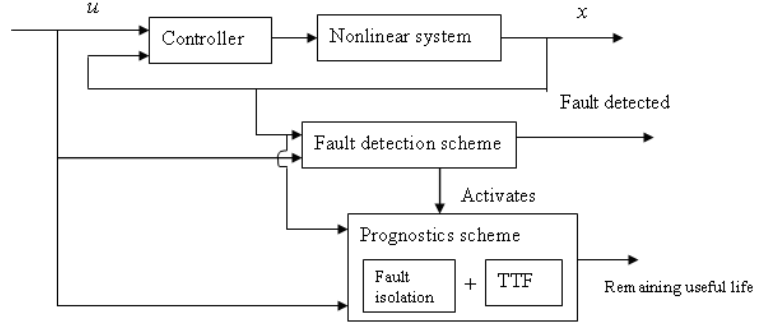 u
x
Controller
Nonlinear system
Fault detected
Fault detection scheme
Activates
Prognostics scheme
Fault
isolation
+
TTF
Remaining useful life